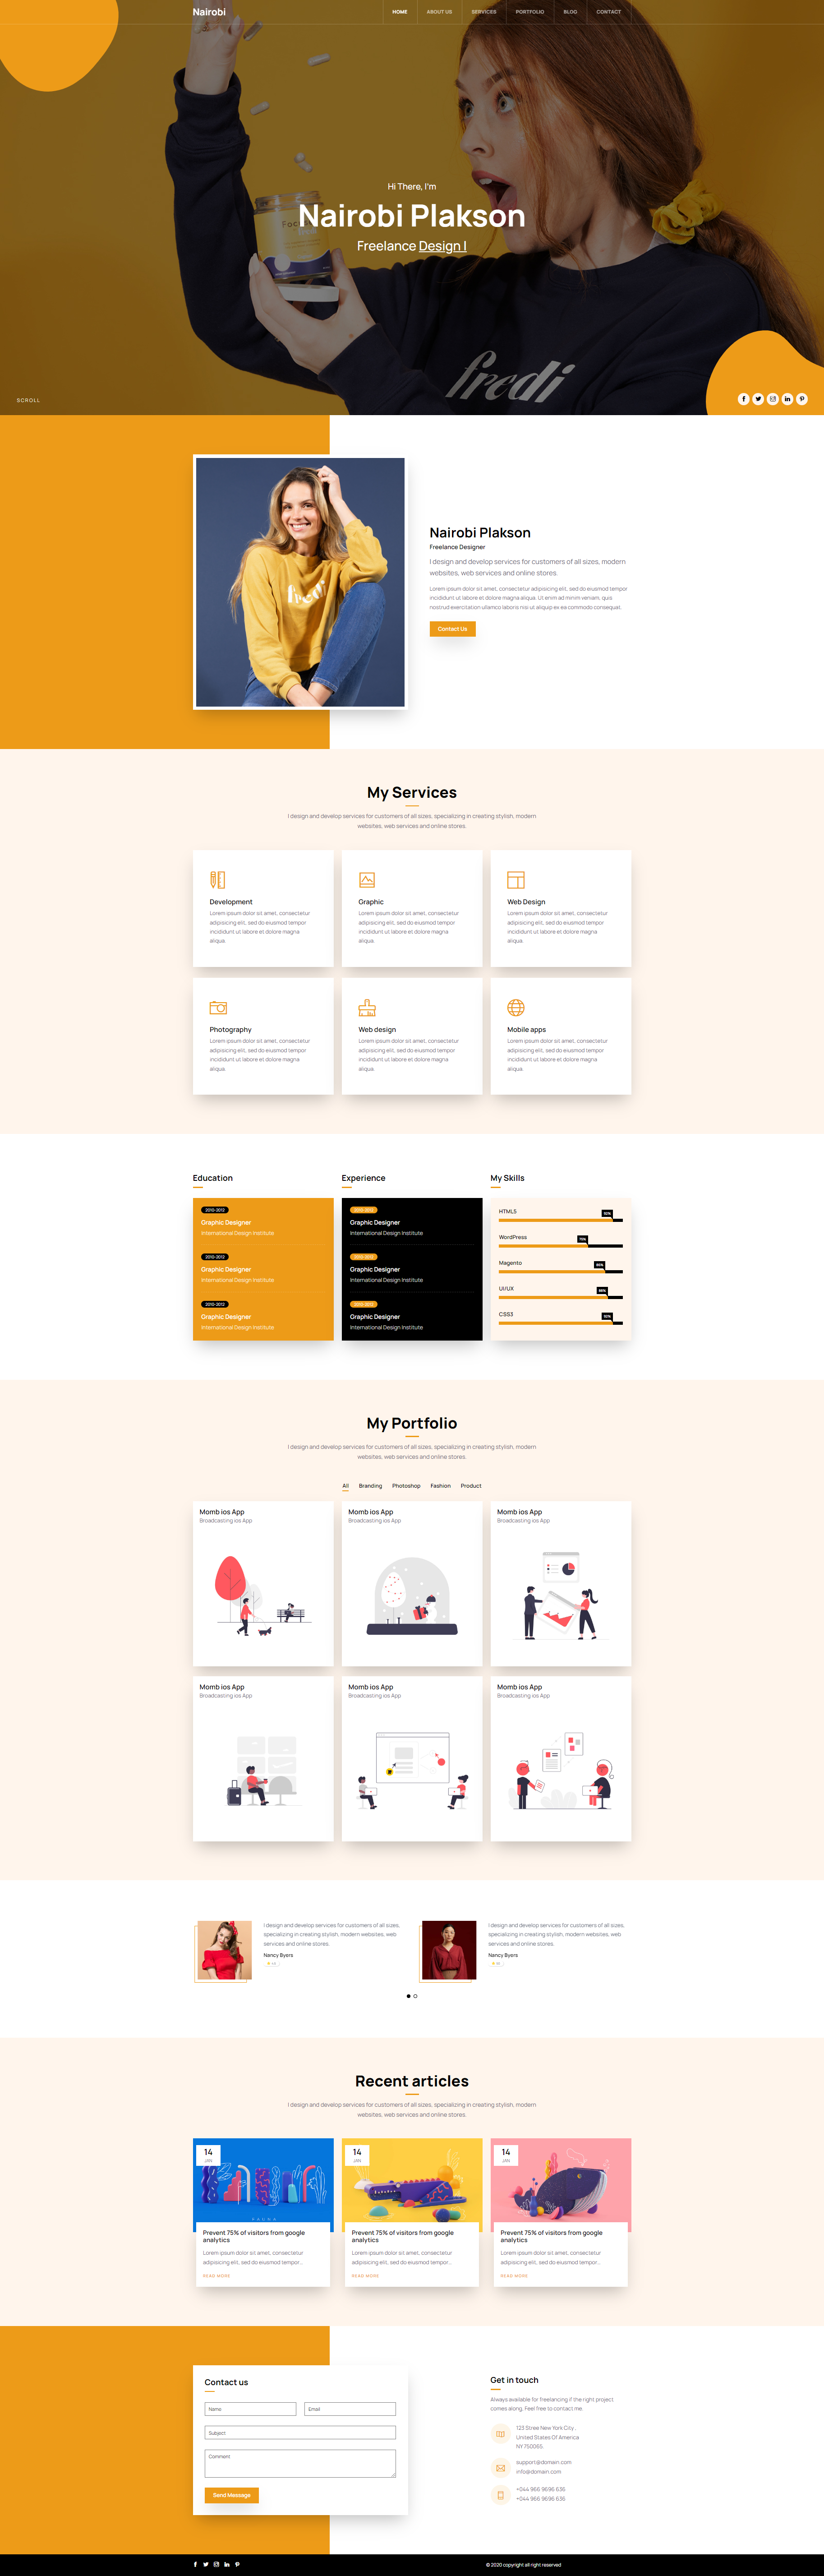 Nairobi
HOME
ABOUT US
SERVICES
PORTFOLIO
BLOG
CONTACT
Hi There, I'm
Nairobi Plakson
Freelance Design |
fredi
SCROLL
Nairobi Plakson
Freelance Designer
I design and develop services for customers of all sizes, modern
websites, web services and online stores.
Lorem ipsum dolor sit amet, consectetur adipisicing elit, sed do eiusmod tempor
incididunt ut labore et dolore magna aliqua. Ut enim ad minim veniam, quis
nostrud exercitation ullamco laboris nisi ut aliquip ex ea commodo consequat.
Contact Us
My Services
I design and develop services for customers of all sizes, specializing in creating stylish, modern
websites, web services and online stores.
Development
Lorem ipsum dolor sit amet, consectetur
adipisicing elit, sed do eiusmod tempor
incididunt ut labore et dolore magna
aliqua.
Graphic
Lorem ipsum dolor sit amet, consectetur
adipisicing elit, sed do eiusmod tempor
incididunt ut labore et dolore magna
aliqua.
Web Design
Lorem ipsum dolor sit amet, consectetur
adipisicing elit, sed do eiusmod tempor
incididunt ut labore et dolore magna
aliqua.
Photography
Lorem ipsum dolor sit amet, consectetur
adipisicing elit, sed do eiusmod tempor
incididunt ut labore et dolore magna
aliqua.
Web design
Lorem ipsum dolor sit amet, consectetur
adipisicing elit, sed do eiusmod tempor
incididunt ut labore et dolore magna
aliqua.
Mobile apps
Lorem ipsum dolor sit amet, consectetur
adipisicing elit, sed do eiusmod tempor
incididunt ut labore et dolore magna
aliqua.
Education
2010-2012
Graphic Designer
International Design Institute
2010-2012
Graphic Designer
International Design Institute
2010-2012
Graphic Designer
International Design Institute
Experience
2010-2012
Graphic Designer
International Design Institute
2010-2012
Graphic Designer
International Design Institute
2010-2012
Graphic Designer
International Design Institute
My Skills
HTML5
WordPress
Magento
UI/UX
CSS3
My Portfolio
I design and develop services for customers of all sizes, specializing in creating stylish, modern
websites, web services and online stores.
All
Branding
Photoshop
Fashion
Product
Momb ios App
Broadcasting ios App
Momb ios App
Broadcasting ios App
Momb ios App
Broadcasting ios App
Momb ios App
Broadcasting ios App
Momb ios App
Broadcasting ios App
Momb ios App
Broadcasting ios App
I design and develop services for customers of all sizes,
specializing in creating stylish, modern websites, web
services and online stores.
Nancy Byers
I design and develop services for customers of all sizes,
specializing in creating stylish, modern websites, web
services and online stores.
Nancy Byers
Recent articles
I design and develop services for customers of all sizes, specializing in creating stylish, modern
websites, web services and online stores.
14
JAN
Prevent 75% of visitors from google
analytics
Lorem ipsum dolor sit amet, consectetur
adipisicing elit, sed do eiusmod tempor...
READ MORE
14
JAN
Prevent 75% of visitors from google
analytics
Lorem ipsum dolor sit amet, consectetur
adipisicing elit, sed do eiusmod tempor...
READ MORE
14
JAN
Prevent 75% of visitors from google
analytics
Lorem ipsum dolor sit amet, consectetur
adipisicing elit, sed do eiusmod tempor...
READ MORE
Contact us
Name
Email
Subject
Comment
Send Message
Get in touch
Always available for freelancing if the right project
comes along, Feel free to contact me.
123 Stree New York City ,
United States Of America
NY 750065.
support@domain.com
info@domain.com
+044 966 9696 636
+044 966 9696 636
© 2020 copyright all right reserved